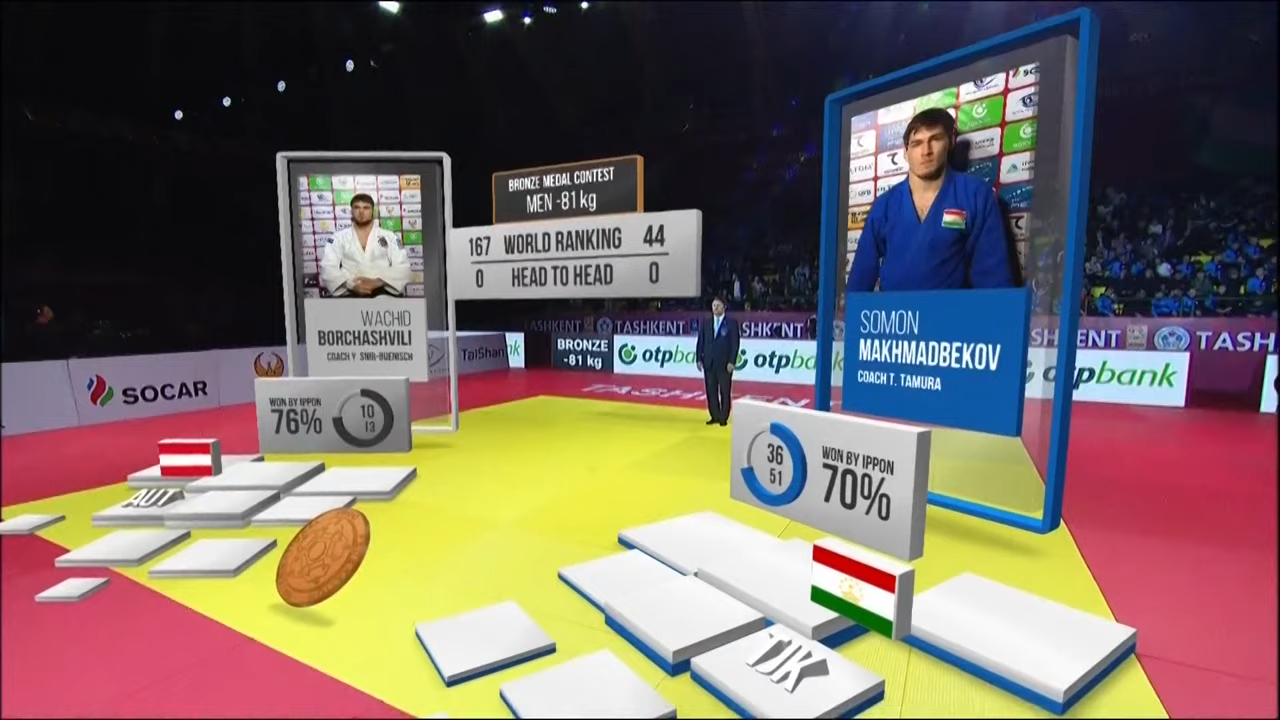 BRONZE MEDAL CONTEST
MEN -81 kg
167 WORLD RANKING 44
0 HEAD TO HEAD 0
WACHID
BORCHASHVILI
COACH Y. SNIR-BUENISCH
WON BY IPPON
76%
10
13
AUT
SOMON
MAKHMADBEKOV
COACH T. TAMURA
36
51
WON BY IPPON
70%
TJK
SOCAR
TaiShan
BRONZE
-81 kg
otpba
otpbank
otpbank
TASHKENT
TASHKENT
TASHKENT
TASHKENT
TASH
TASHKENT